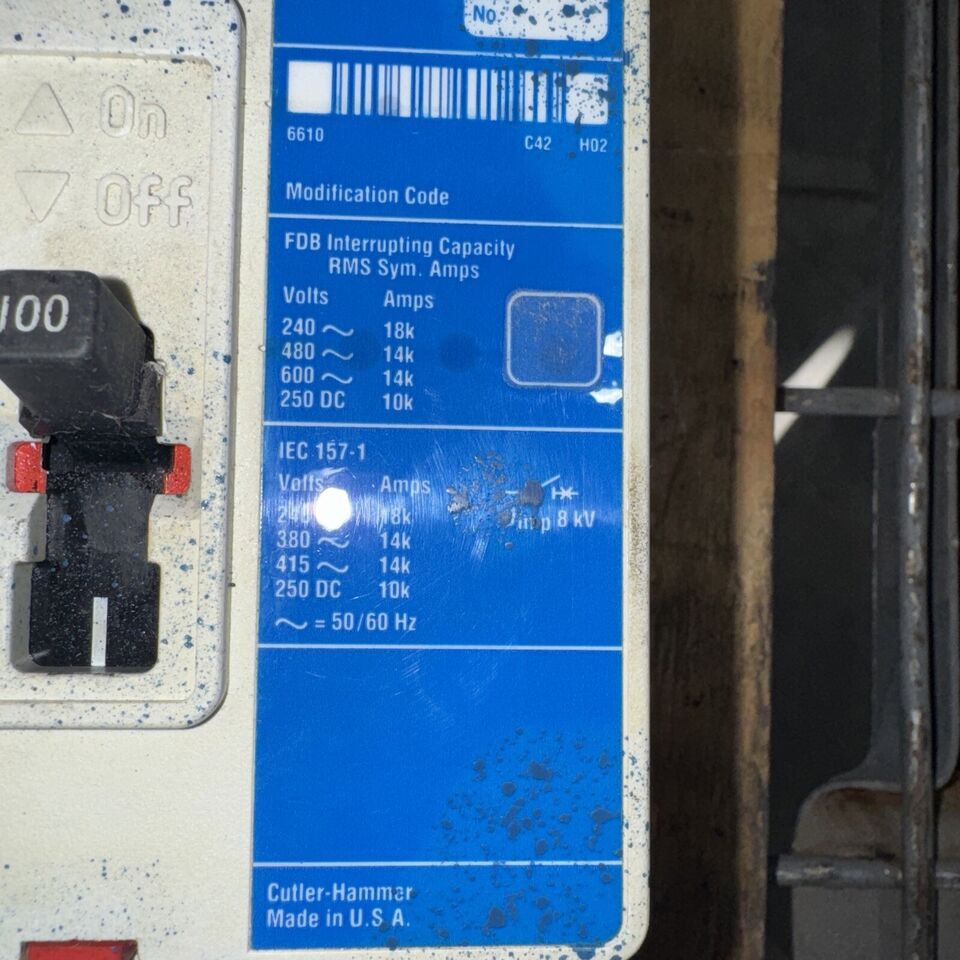 No.
On
Off
100
6610 C42 H02
Modification Code
FDB Interrupting Capacity
RMS Sym. Amps
Volts Amps
240 ~ 18k
480 ~ 14k
600 ~ 14k
250 DC 10k
IEC 157-1
Volts Amps
18k
380 ~ 14k
8 kV
415 ~ 14k
250 DC 10k
~ = 50/60 Hz
Cutler-Hammer
Made in U.S.A.